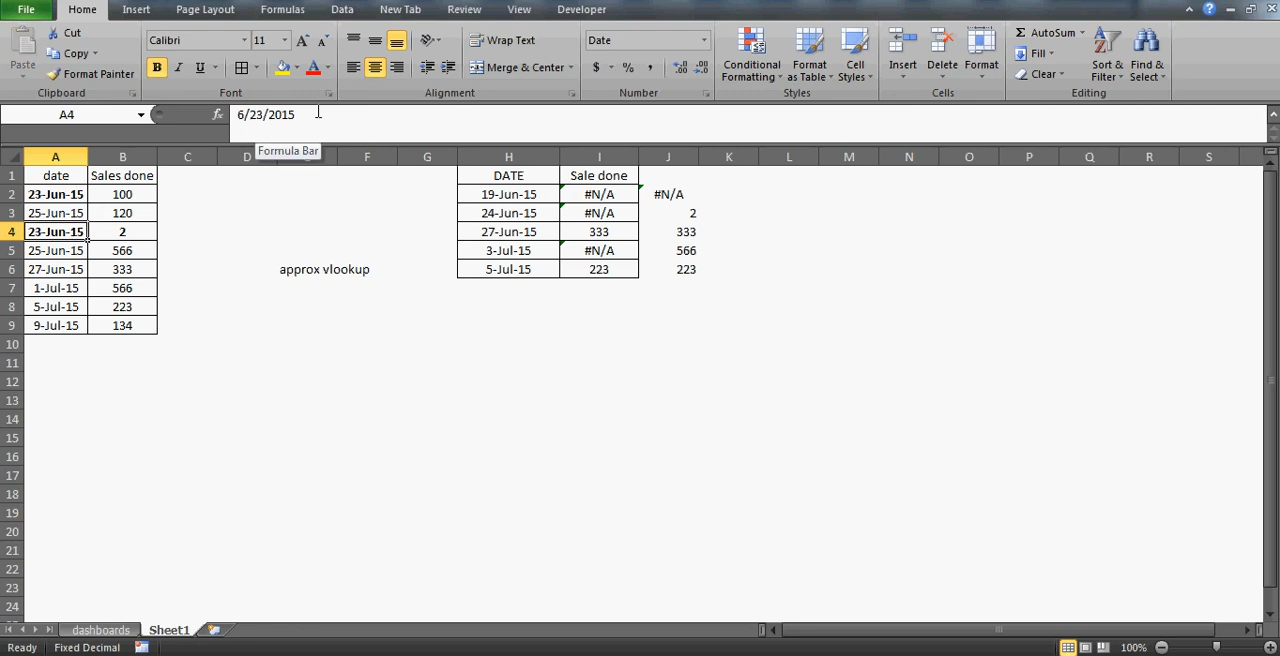 File Home Insert Page Layout Formulas Data New Tab Review View Developer
Cut Calibri 11 A A Wrap Text Date AutoSum
Copy Fill
Paste Format Painter B I U A Merge & Center $ % , .00 Conditional Formatting Format as Table Cell Styles Insert Delete Format Clear Sort & Filter Find & Select
Clipboard Font Alignment Number Styles Cells Editing
A4 fx 6/23/2015
Formula Bar
A B C D F G H I J K L M N O P Q R S
1 date Sales done DATE Sale done
2 23-Jun-15 100 19-Jun-15 #N/A #N/A
3 25-Jun-15 120 24-Jun-15 #N/A 2
4 23-Jun-15 2 27-Jun-15 333 333
5 25-Jun-15 566 3-Jul-15 #N/A 566
6 27-Jun-15 333 approx vlookup 5-Jul-15 223 223
7 1-Jul-15 566
8 5-Jul-15 223
9 9-Jul-15 134
10
11
12
13
14
15
16
17
18
19
20
21
22
23
24
dashboards Sheet1
Ready Fixed Decimal 100%